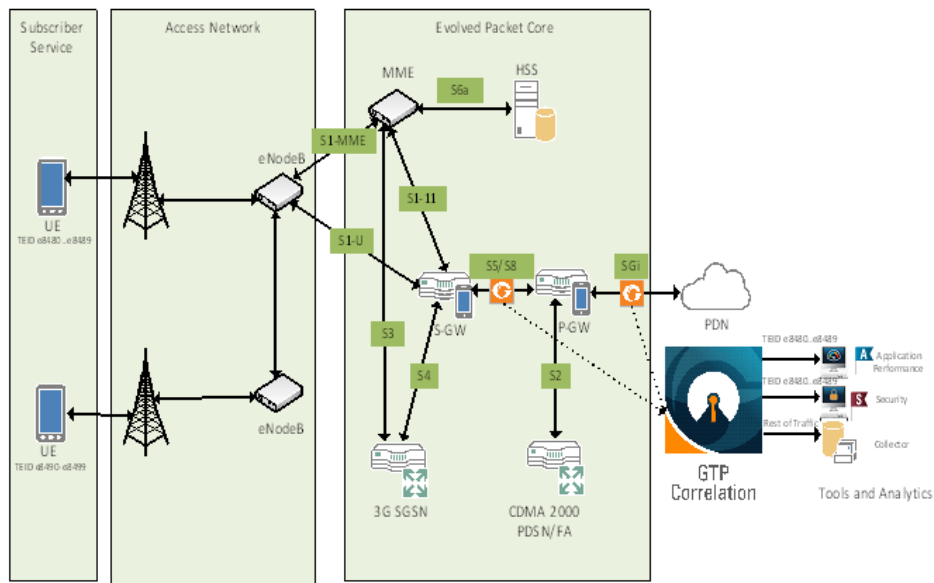 Subscriber
Service
Access Network
Evolved Packet Core
MME
HSS
S6a
S1-MME
eNodeB
S1-11
UE
TEID e8480..e8489
S1-U
S5/S8
SGi
S-GW
P-GW
PDN
S3
S4
S2
TEID e8480..e8489
A
Application
Performance
TEID e8480..e8489
S
Security
Rest of Traffic
Collector
eNodeB
UE
TEID e8490-e8499
GTP
Correlation
Tools and Analytics
3G SGSN
CDMA 2000
PDSN/FA